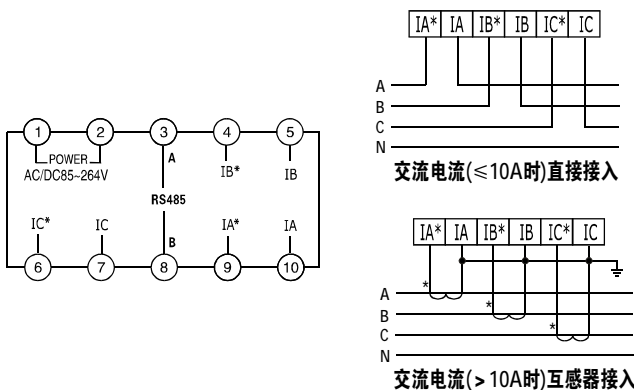 IA* IA IB* IB IC* IC
A
B
C
N
交流电流(≤10A时)直接接入
1 2 3 4 5
POWER
AC/DC85~264V
A
IB* IB
RS485
IC* IC B IA* IA
6 7 8 9 10
IA* IA IB* IB IC* IC
A *
B *
C *
N
交流电流(>10A时)互感器接入